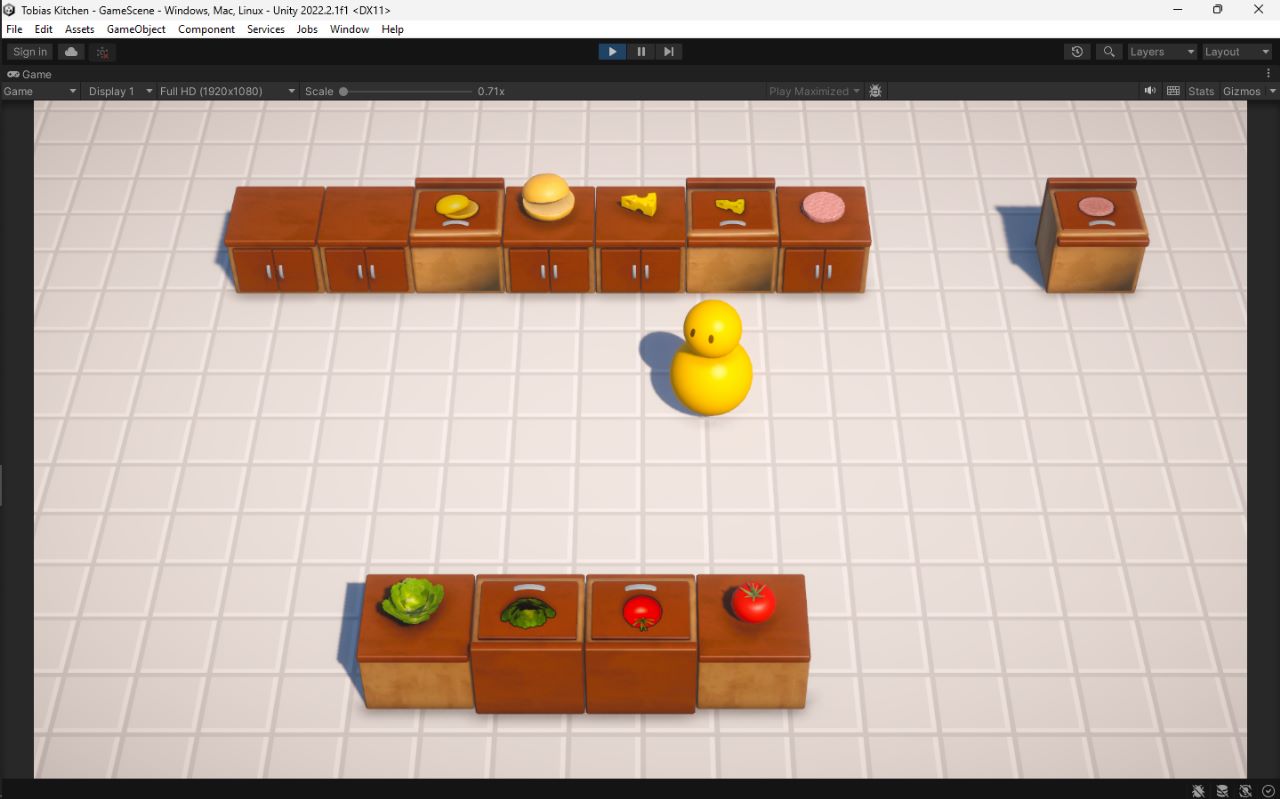 Tobias Kitchen - GameScene - Windows, Mac, Linux - Unity 2022.2.1f1 <DX11>
File Edit Assets GameObject Component Services Jobs Window Help
Sign in Layers Layout
Game
Game Display 1 Full HD (1920x1080) Scale 0.71x Play Maximized Stats Gizmos